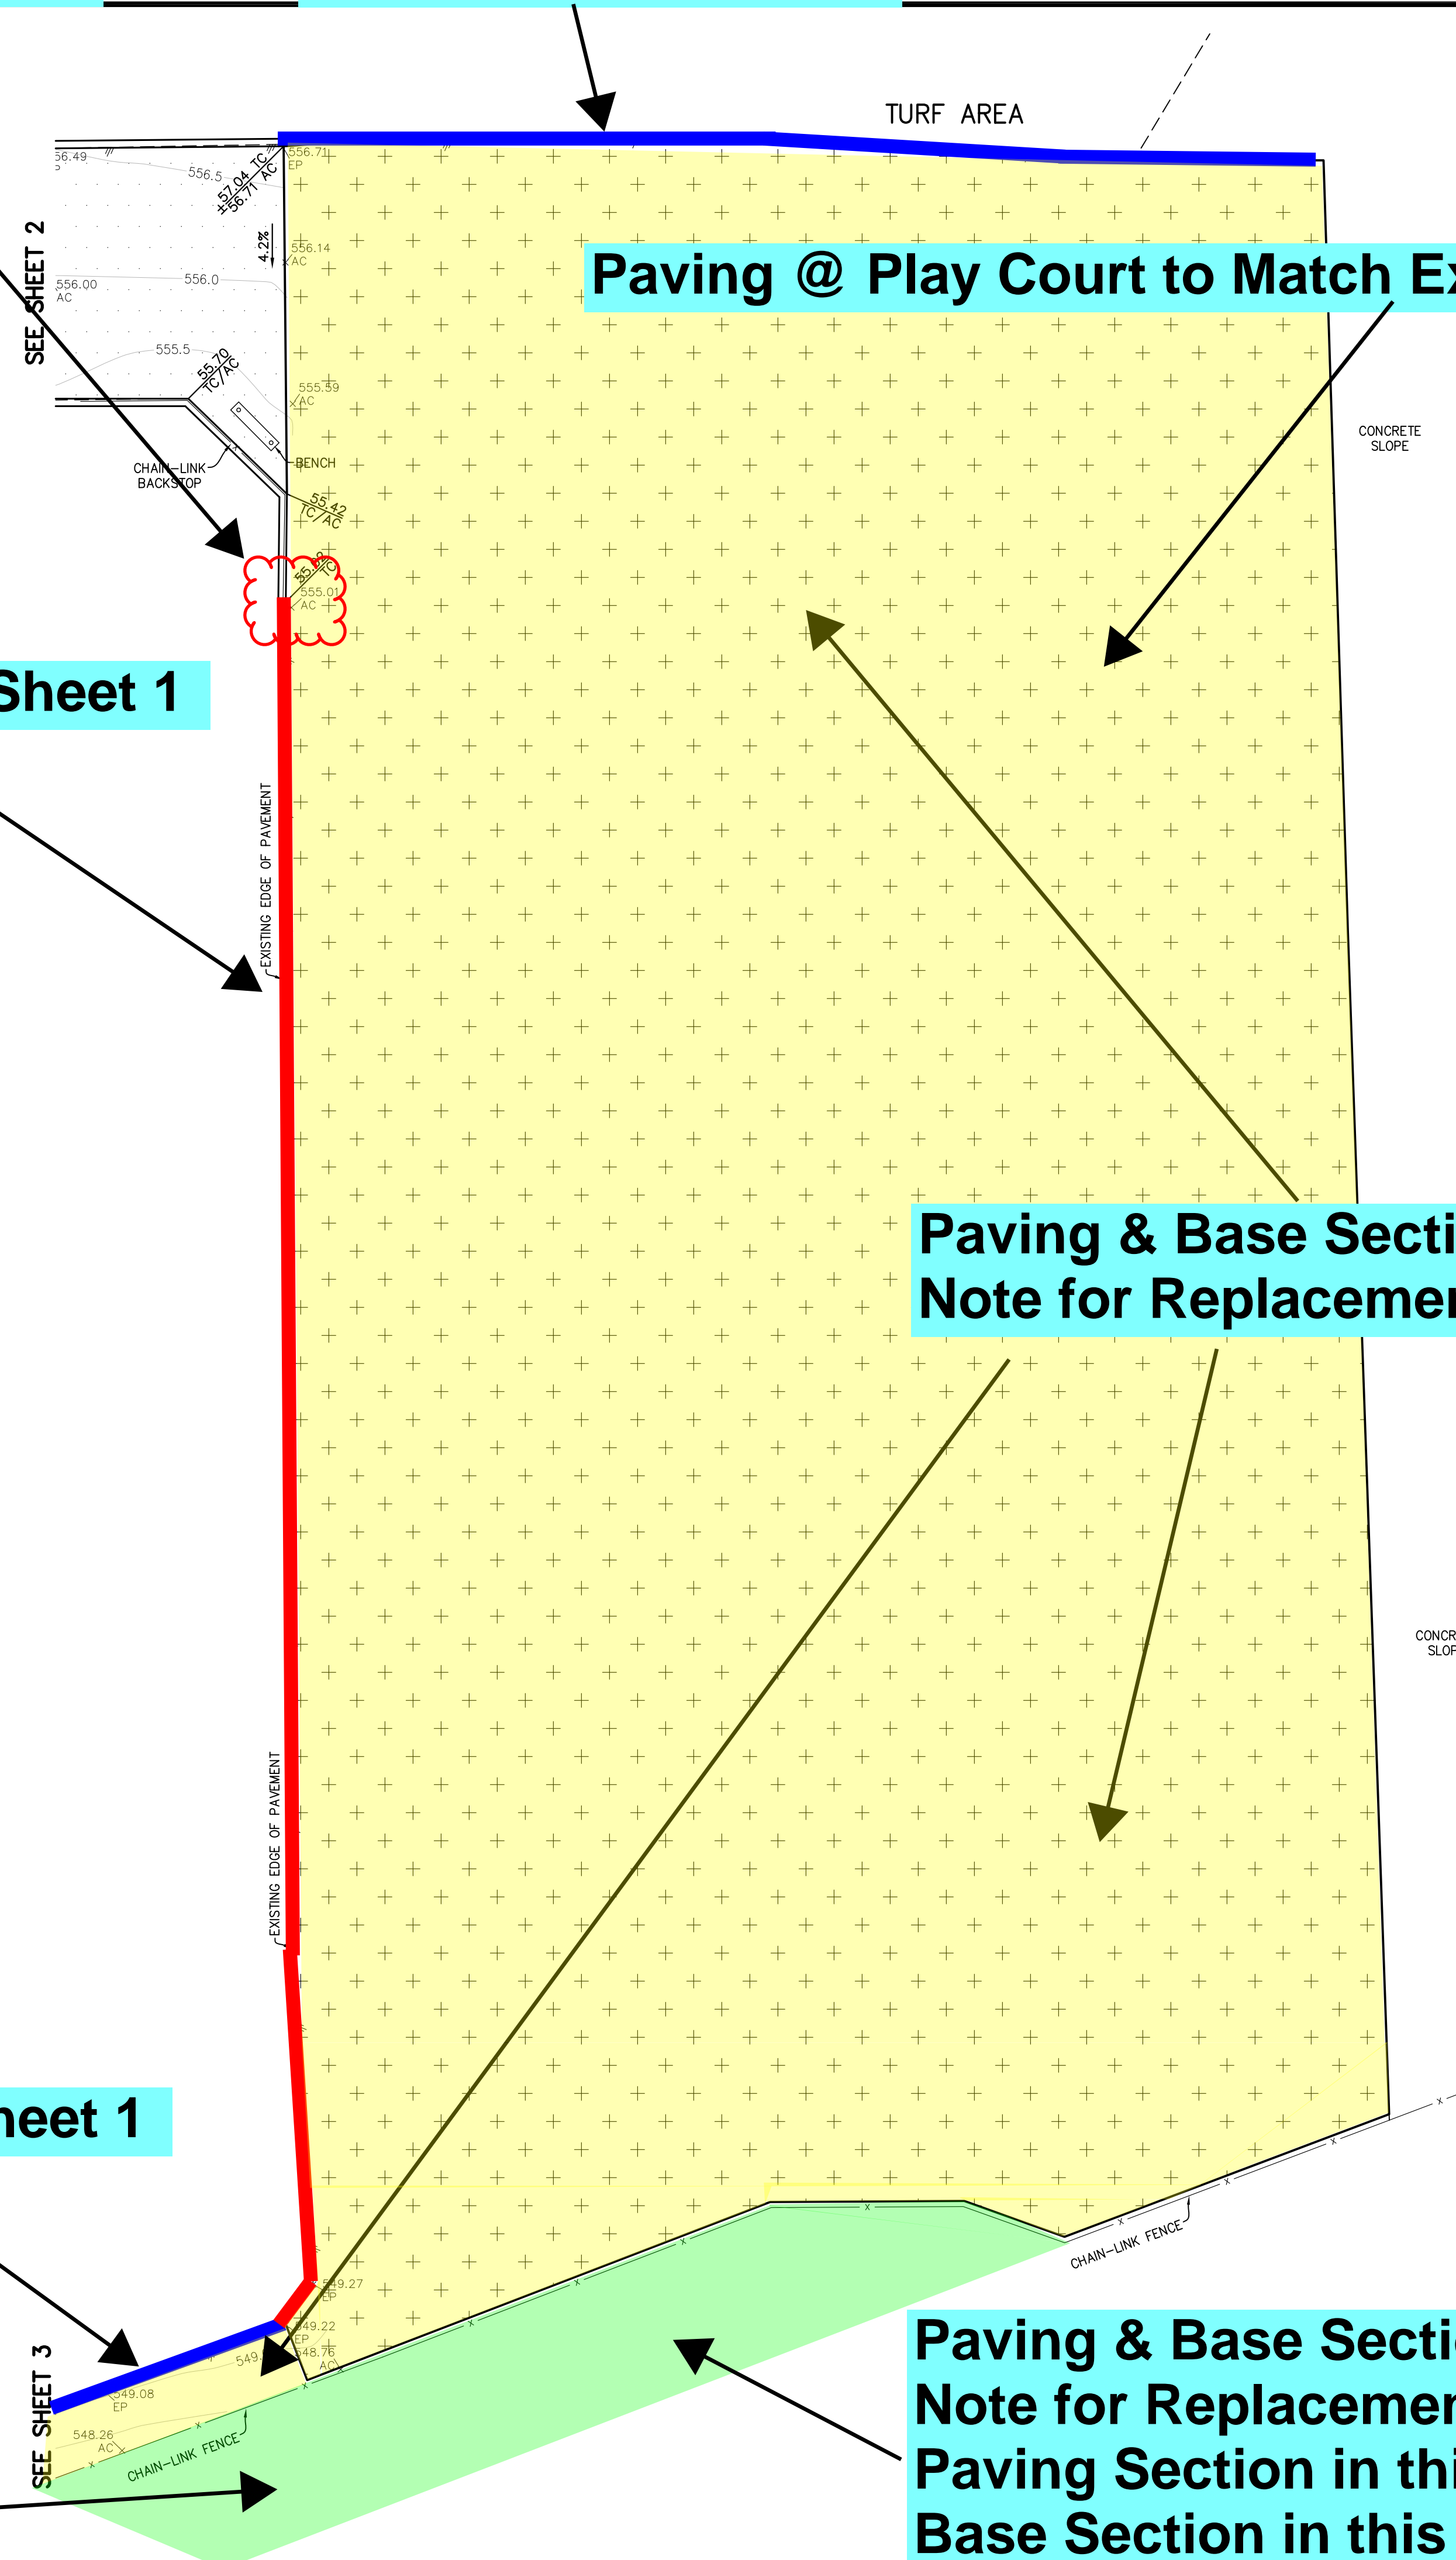 TURF AREA
56.49
556.5
57.04 TC
±56.71 AC
556.71
EP
4.2%
556.14
AC
SEE SHEET 2
556.00
AC
556.0
Paving @ Play Court to Match Ex
555.5
55.70
TC/AC
555.59
AC
CONCRETE
SLOPE
BENCH
CHAIN-LINK
BACKSTOP
55.42
TC/AC
TC
555.01
AC
Sheet 1
EXISTING EDGE OF PAVEMENT
Paving & Base Secti
Note for Replacemen
CONCR
SLOP
EXISTING EDGE OF PAVEMENT
heet 1
CHAIN-LINK FENCE
549.27
EP
549.22
EP
548.76
AC
549.
549.08
EP
548.26
AC
SEE SHEET 3
CHAIN-LINK FENCE
Paving & Base Sectio
Note for Replacemen
Paving Section in thi
Base Section in this